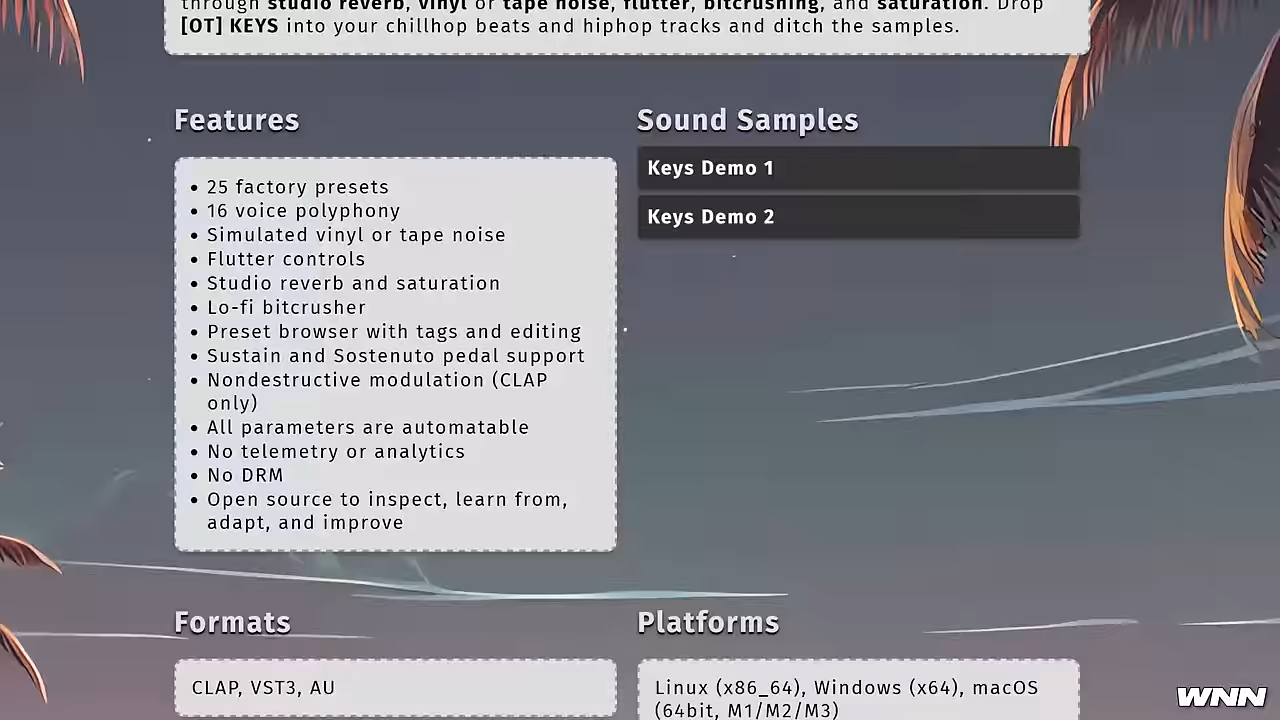 through studio reverb, vinyl or tape noise, flutter, bitcrushing, and saturation. Drop
[OT] KEYS into your chillhop beats and hiphop tracks and ditch the samples.
Features
• 25 factory presets
• 16 voice polyphony
• Simulated vinyl or tape noise
• Flutter controls
• Studio reverb and saturation
• Lo-fi bitcrusher
• Preset browser with tags and editing
• Sustain and Sostenuto pedal support
• Nondestructive modulation (CLAP
only)
• All parameters are automatable
• No telemetry or analytics
• No DRM
• Open source to inspect, learn from,
adapt, and improve
Sound Samples
Keys Demo 1
Keys Demo 2
Formats
CLAP, VST3, AU
Platforms
Linux (x86_64), Windows (x64), macOS
(64bit, M1/M2/M3)
WNN